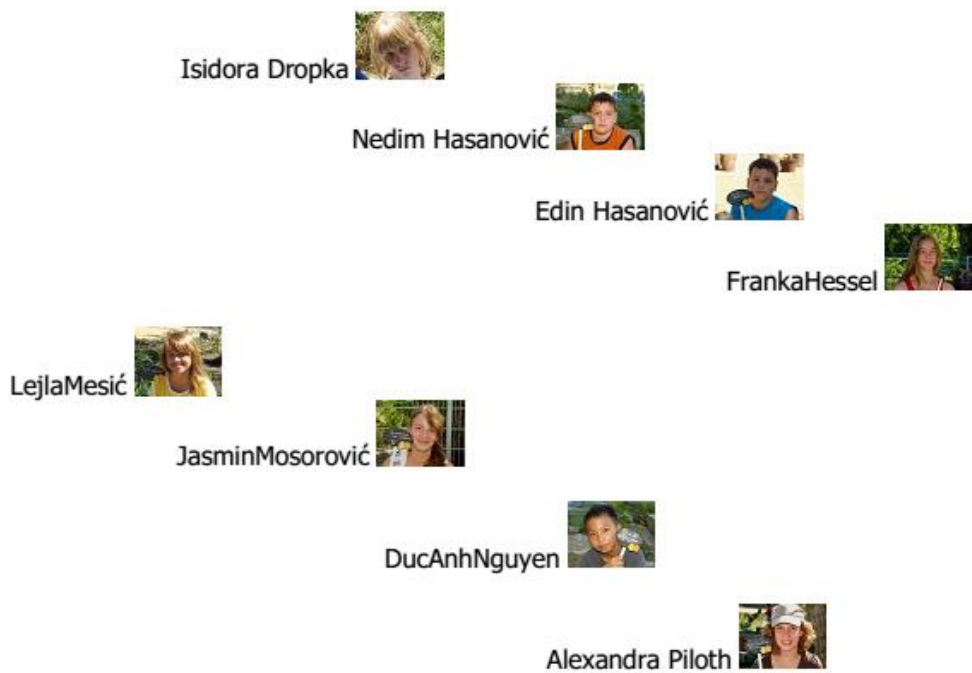 Isidora Dropka
Nedim Hasanović
Edin Hasanović
FrankaHessel
LejlaMesić
JasminMosorović
DucAnhNguyen
Alexandra Piloth